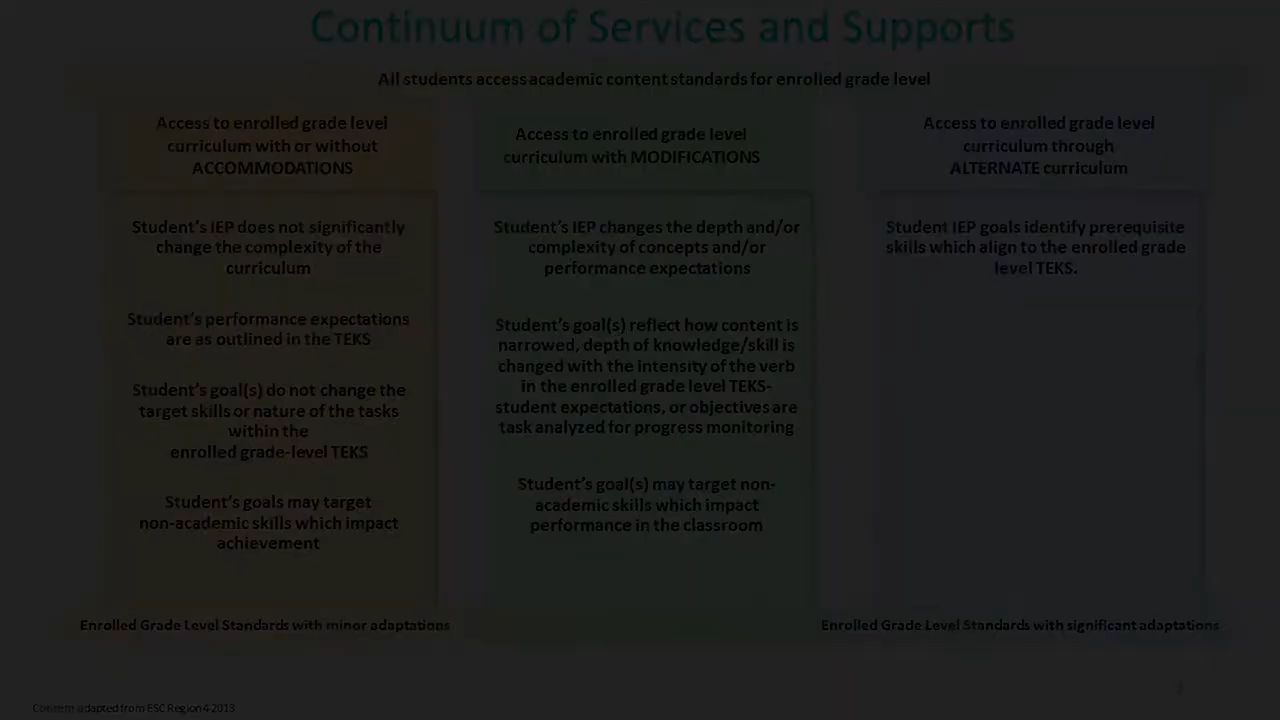 Continuum of Services and Supports
All students access academic content standards for enrolled grade level
Access to enrolled grade level
curriculum with or without
ACCOMMODATIONS
Student's IEP does not significantly
change the complexity of the
curriculum
Student's performance expectations
are as outlined in the TEKS
Student's goal(s) do not change the
target skills or nature of the tasks
within the
enrolled grade-level TEKS
Student's goals may target
non-academic skills which impact
achievement
Access to enrolled grade level
curriculum with MODIFICATIONS
Student's IEP changes the depth and/or
complexity of concepts and/or
performance expectations
Student's goal(s) reflect how content is
narrowed, depth of knowledge/skill is
changed with the intensity of the verb
in the enrolled grade level TEKS-
student expectations, or objectives are
task analyzed for progress monitoring
Student's goal(s) may target non-
academic skills which impact
performance in the classroom
Access to enrolled grade level
curriculum through
ALTERNATE curriculum
Student IEP goals identify prerequisite
skills which align to the enrolled grade
level TEKS.
Enrolled Grade Level Standards with minor adaptations
Enrolled Grade Level Standards with significant adaptations
Content adapted from ESC Region 4 2013